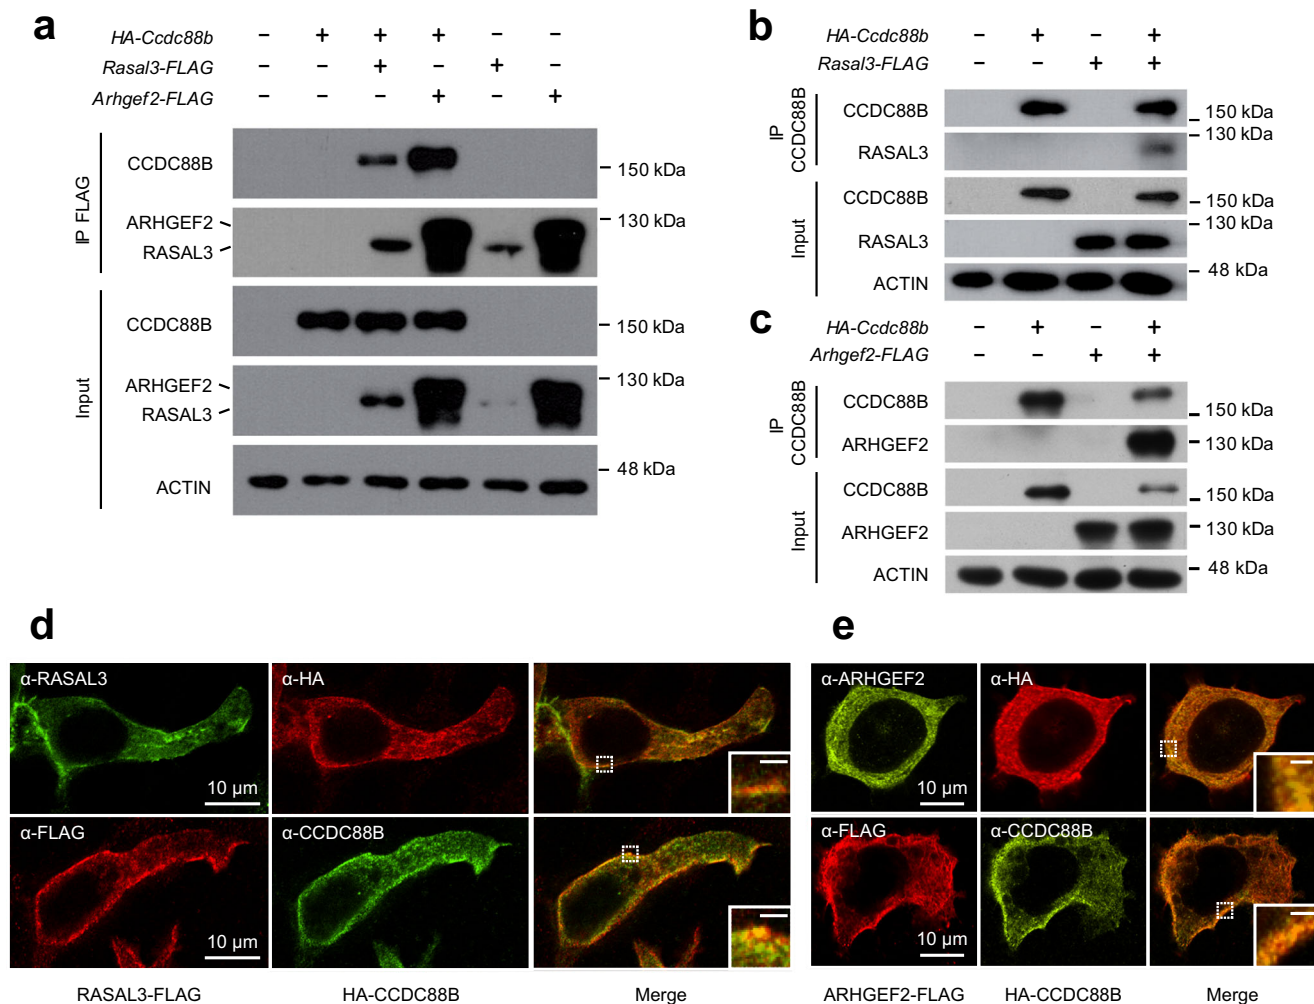 a
HA-Ccdc88b – + + + – –
Rasal3-FLAG – – + – + –
Arhgef2-FLAG – – – + – +
IP FLAG
CCDC88B
150 kDa
ARHGEF2
RASAL3
130 kDa
Input
CCDC88B
150 kDa
ARHGEF2
RASAL3
130 kDa
ACTIN
48 kDa
b
HA-Ccdc88b – + – +
Rasal3-FLAG – – + +
IP
CCDC88B
CCDC88B
150 kDa
130 kDa
RASAL3
Input
CCDC88B
150 kDa
130 kDa
RASAL3
ACTIN
48 kDa
c
HA-Ccdc88b – + – +
Arhgef2-FLAG – – + +
IP
CCDC88B
CCDC88B
150 kDa
ARHGEF2
130 kDa
Input
CCDC88B
150 kDa
ARHGEF2
130 kDa
ACTIN
48 kDa
d
α-RASAL3
10 µm
α-HA
α-FLAG
10 µm
α-CCDC88B
RASAL3-FLAG
HA-CCDC88B
Merge
e
α-ARHGEF2
10 µm
α-HA
α-FLAG
10 µm
α-CCDC88B
ARHGEF2-FLAG
HA-CCDC88B
Merge